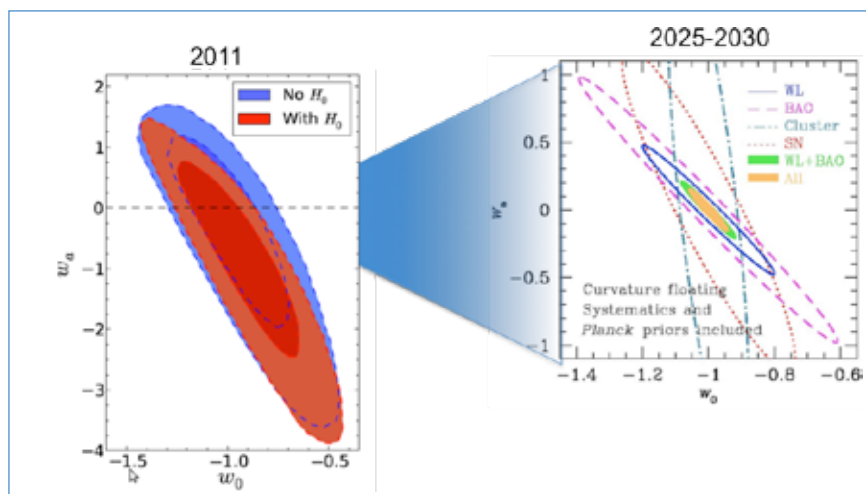 2011
2025-2030
2
1
0
−1
−2
−3
−4
wa
No H0
With H0
−1.5
−1.0
−0.5
w0
1
0.5
0
−0.5
−1
wa
WL
BAO
Cluster
SN
WL+BAO
All
Curvature floating
Systematics and
Planck priors included
−1.4
−1.2
−1
−0.8
−0.6
w0